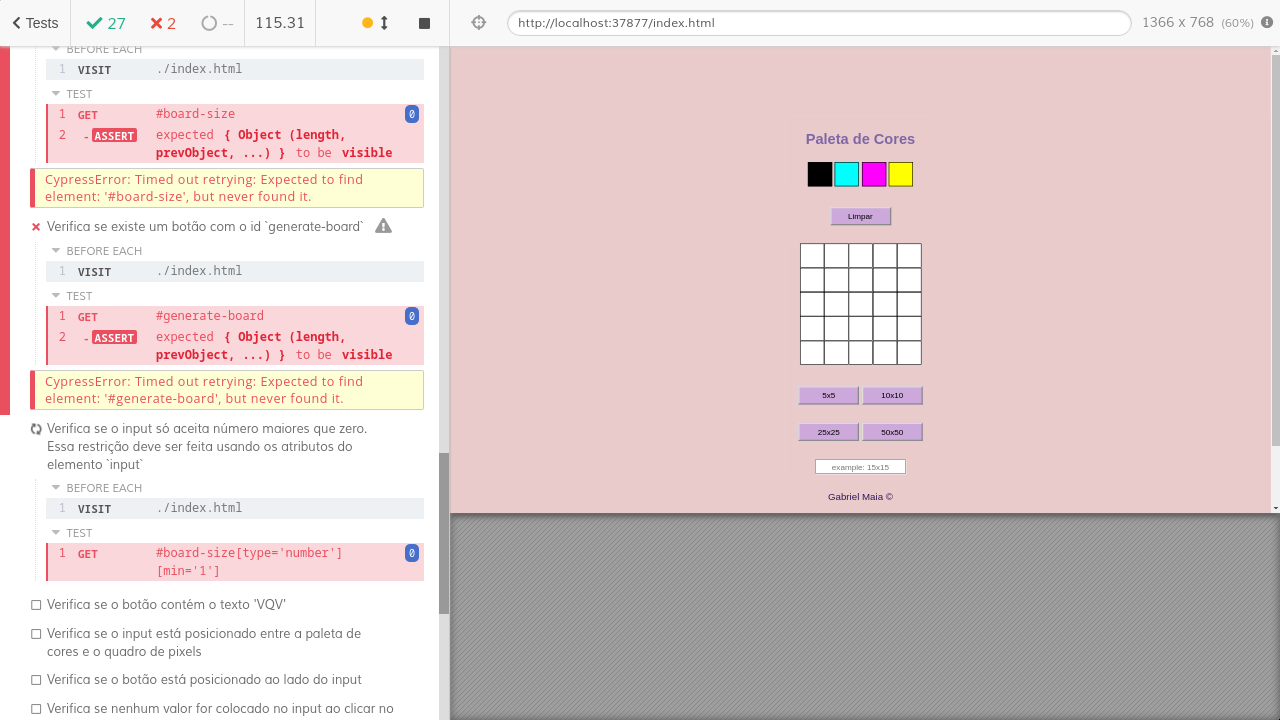 Tests
27
2
--
115.31
http://localhost:37877/index.html
1366 x 768 (60%)
BEFORE EACH
1 VISIT ./index.html
TEST
1 GET #board-size 0
2 -ASSERT expected { Object (length,
prevObject, ...) } to be visible
CypressError: Timed out retrying: Expected to find
element: '#board-size', but never found it.
Verifica se existe um botão com o id `generate-board`
BEFORE EACH
1 VISIT ./index.html
TEST
1 GET #generate-board 0
2 -ASSERT expected { Object (length,
prevObject, ...) } to be visible
CypressError: Timed out retrying: Expected to find
element: '#generate-board', but never found it.
Verifica se o input só aceita número maiores que zero.
Essa restrição deve ser feita usando os atributos do
elemento `input`
BEFORE EACH
1 VISIT ./index.html
TEST
1 GET #board-size[type='number'] 0
[min='1']
Verifica se o botão contém o texto 'VQV'
Verifica se o input está posicionado entre a paleta de
cores e o quadro de pixels
Verifica se o botão está posicionado ao lado do input
Verifica se nenhum valor for colocado no input ao clicar no
Paleta de Cores
Limpar
5x5 10x10
25x25 50x50
example: 15x15
Gabriel Maia ©